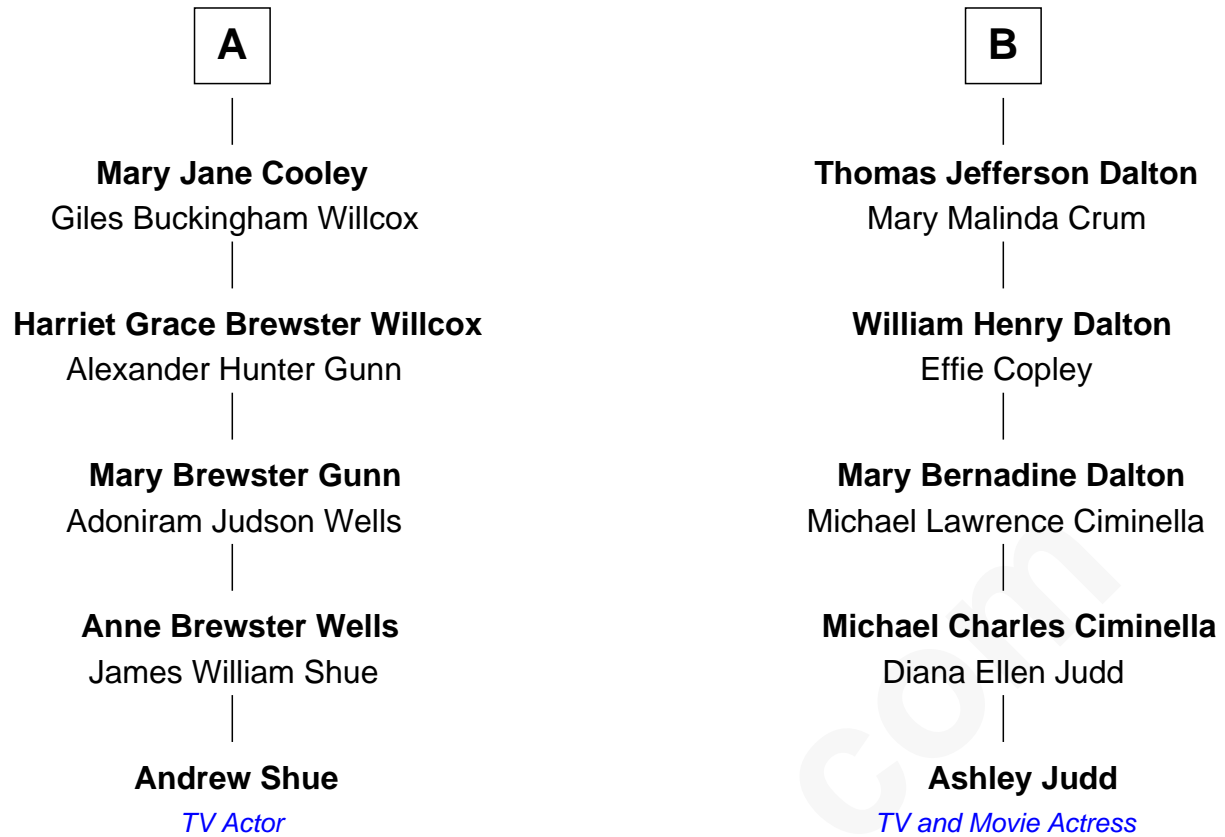 A
Mary Jane Cooley
Giles Buckingham Willcox
Harriet Grace Brewster Willcox
Alexander Hunter Gunn
Mary Brewster Gunn
Adoniram Judson Wells
Anne Brewster Wells
James William Shue
Andrew Shue
TV Actor
B
Thomas Jefferson Dalton
Mary Malinda Crum
William Henry Dalton
Effie Copley
Mary Bernadine Dalton
Michael Lawrence Ciminella
Michael Charles Ciminella
Diana Ellen Judd
Ashley Judd
TV and Movie Actress
com